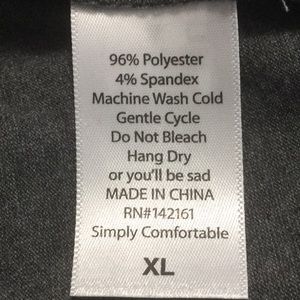 96% Polyester
4% Spandex
Machine Wash Cold
Gentle Cycle
Do Not Bleach
Hang Dry
or you'll be sad
MADE IN CHINA
RN#142161
Simply Comfortable
XL